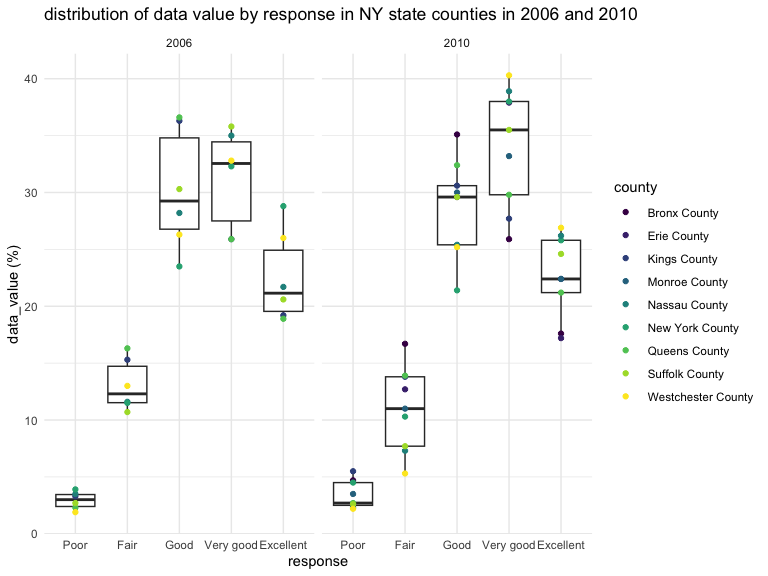 distribution of data value by response in NY state counties in 2006 and 2010
2006
2010
data_value (%)
40
30
20
10
0
Poor
Fair
Good
Very good
Excellent
Poor
Fair
Good
Very good
Excellent
response
county
Bronx County
Erie County
Kings County
Monroe County
Nassau County
New York County
Queens County
Suffolk County
Westchester County